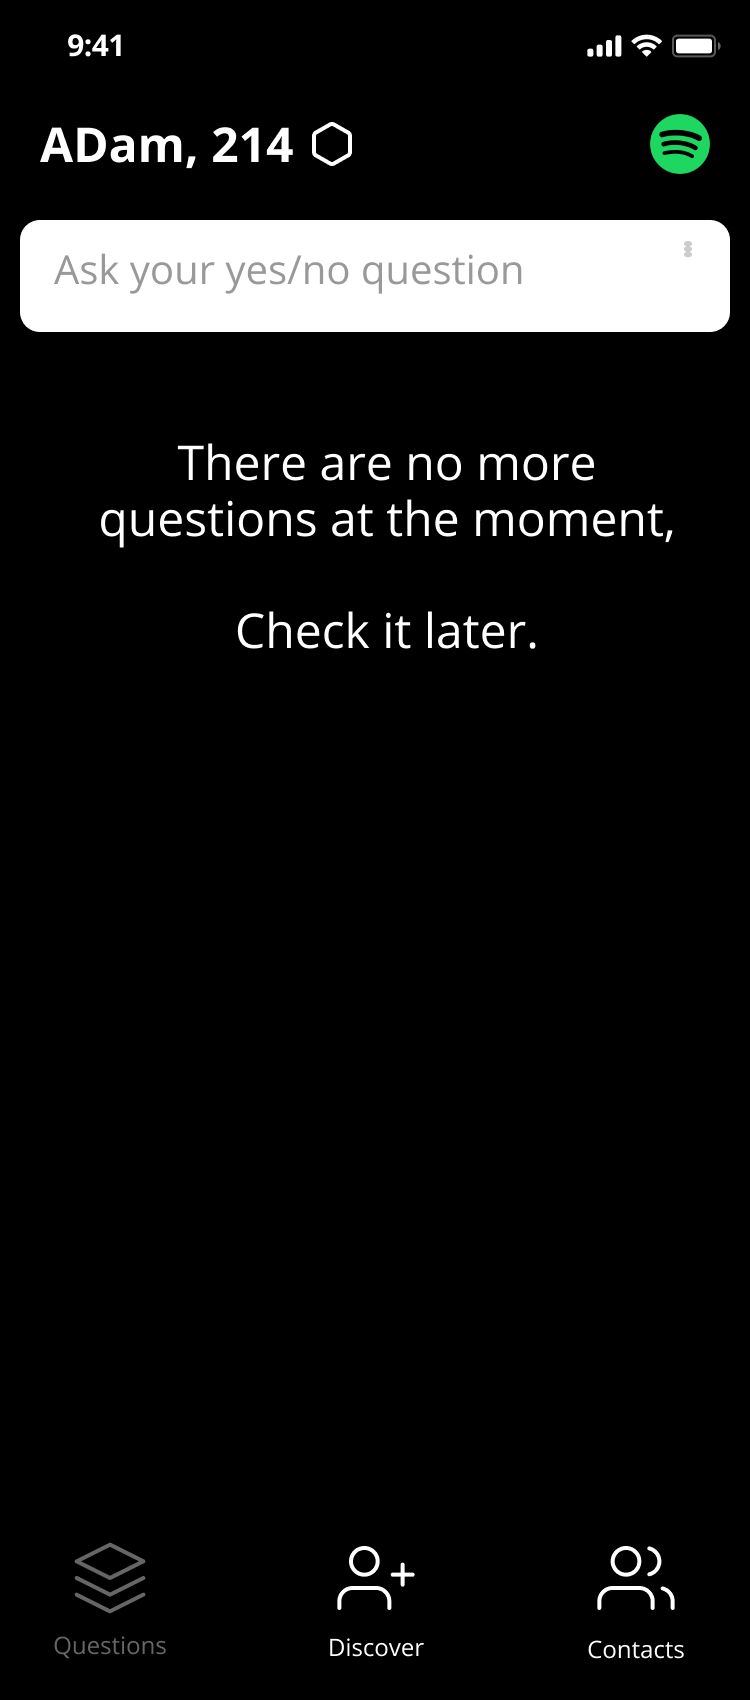 9:41
ADam, 214
Ask your yes/no question
There are no more
questions at the moment,
Check it later.
Questions
Discover
Contacts